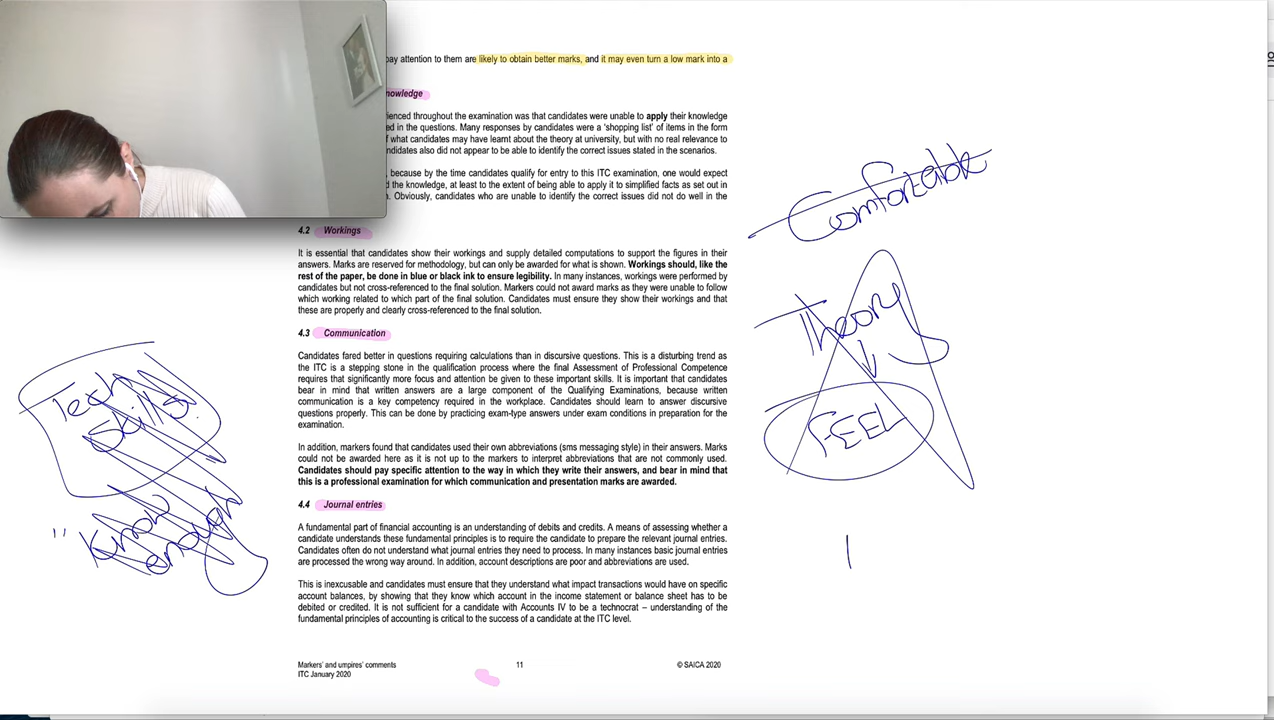 pay attention to them are likely to obtain better marks, and it may even turn a low mark into a
nowledge
rienced throughout the examination was that candidates were unable to apply their knowledge
ed in the questions. Many responses by candidates were a ‘shopping list’ of items in the form
f what candidates may have learnt about the theory at university, but with no real relevance to
ndidates also did not appear to be able to identify the correct issues stated in the scenarios.
, because by the time candidates qualify for entry to this ITC examination, one would expect
d the knowledge, at least to the extent of being able to apply it to simplified facts as set out in
n. Obviously, candidates who are unable to identify the correct issues did not do well in the
4.2 Workings
It is essential that candidates show their workings and supply detailed computations to support the figures in their
answers. Marks are reserved for methodology, but can only be awarded for what is shown. Workings should, like the
rest of the paper, be done in blue or black ink to ensure legibility. In many instances, workings were performed by
candidates but not cross-referenced to the final solution. Markers could not award marks as they were unable to follow
which working related to which part of the final solution. Candidates must ensure they show their workings and that
these are properly and clearly cross-referenced to the final solution.
4.3 Communication
Candidates fared better in questions requiring calculations than in discursive questions. This is a disturbing trend as
the ITC is a stepping stone in the qualification process where the final Assessment of Professional Competence
requires that significantly more focus and attention be given to these important skills. It is important that candidates
bear in mind that written answers are a large component of the Qualifying Examinations, because written
communication is a key competency required in the workplace. Candidates should learn to answer discursive
questions properly. This can be done by practicing exam-type answers under exam conditions in preparation for the
examination.
In addition, markers found that candidates used their own abbreviations (sms messaging style) in their answers. Marks
could not be awarded here as it is not up to the markers to interpret abbreviations that are not commonly used.
Candidates should pay specific attention to the way in which they write their answers, and bear in mind that
this is a professional examination for which communication and presentation marks are awarded.
4.4 Journal entries
A fundamental part of financial accounting is an understanding of debits and credits. A means of assessing whether a
candidate understands these fundamental principles is to require the candidate to prepare the relevant journal entries.
Candidates often do not understand what journal entries they need to process. In many instances basic journal entries
are processed the wrong way around. In addition, account descriptions are poor and abbreviations are used.
This is inexcusable and candidates must ensure that they understand what impact transactions would have on specific
account balances, by showing that they know which account in the income statement or balance sheet has to be
debited or credited. It is not sufficient for a candidate with Accounts IV to be a technocrat – understanding of the
fundamental principles of accounting is critical to the success of a candidate at the ITC level.
Markers’ and umpires’ comments 11 © SAICA 2020
ITC January 2020
Tech
Skills!
" Know
enough
Comfortable
Theory
FEEL